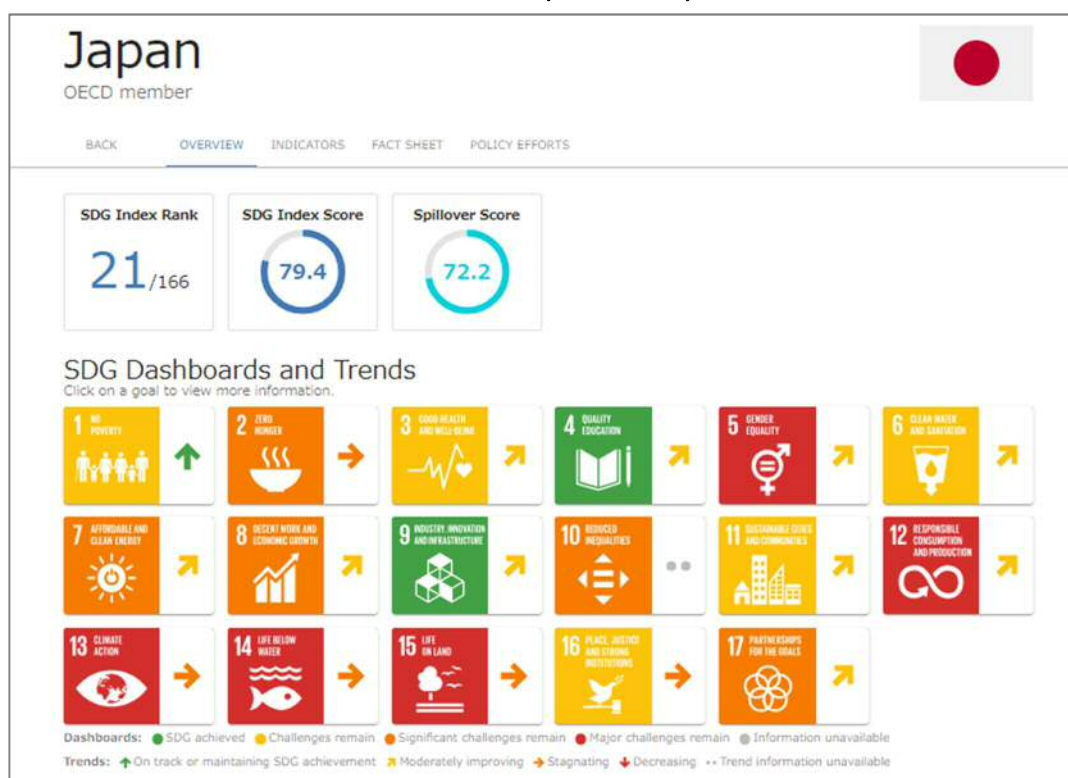 Japan
OECD member
BACK OVERVIEW INDICATORS FACT SHEET POLICY EFFORTS
SDG Index Rank
21/166
SDG Index Score
79.4
Spillover Score
72.2
SDG Dashboards and Trends
Click on a goal to view more information.
1 NO
POVERTY
2 ZERO
HUNGER
3 GOOD HEALTH
AND WELL-BEING
4 QUALITY
EDUCATION
5 GENDER
EQUALITY
6 CLEAN WATER
AND SANITATION
7 AFFORDABLE AND
CLEAN ENERGY
8 DECENT WORK AND
ECONOMIC GROWTH
9 INDUSTRY, INNOVATION
AND INFRASTRUCTURE
10 REDUCED
INEQUALITIES
11 SUSTAINABLE CITIES
AND COMMUNITIES
12 RESPONSIBLE
CONSUMPTION
AND PRODUCTION
13 CLIMATE
ACTION
14 LIFE BELOW
WATER
15 LIFE
ON LAND
16 PEACE, JUSTICE
AND STRONG
INSTITUTIONS
17 PARTNERSHIPS
FOR THE GOALS
Dashboards: SDG achieved Challenges remain Significant challenges remain Major challenges remain Information unavailable
Trends: On track or maintaining SDG achievement Moderately improving Stagnating Decreasing Trend information unavailable